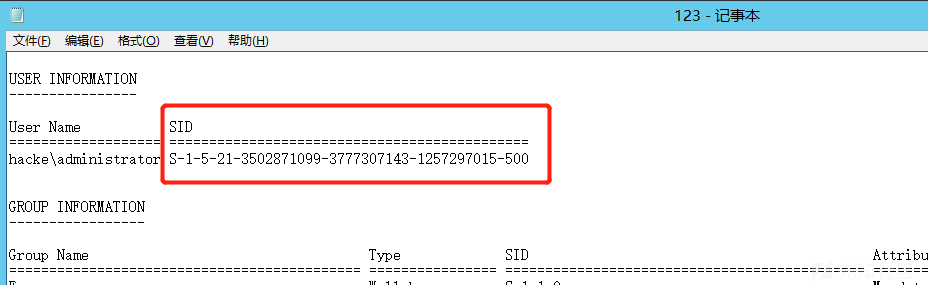 123 - 记事本
文件(F) 编辑(E) 格式(O) 查看(V) 帮助(H)
USER INFORMATION
----------------
User Name SID
==================== =============================================
hacke\administrator S-1-5-21-3502871099-3777307143-1257297015-500
GROUP INFORMATION
-----------------
Group Name Type SID Attribu
============================================ ================ ============================================= =======